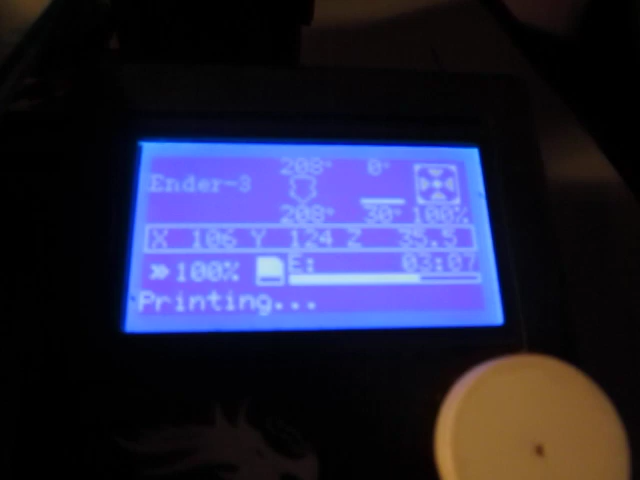 208° 0°
Ender-3
208° 30° 100%
X 106 Y 124 Z 35.5
» 100% E: 03:07
Printing...